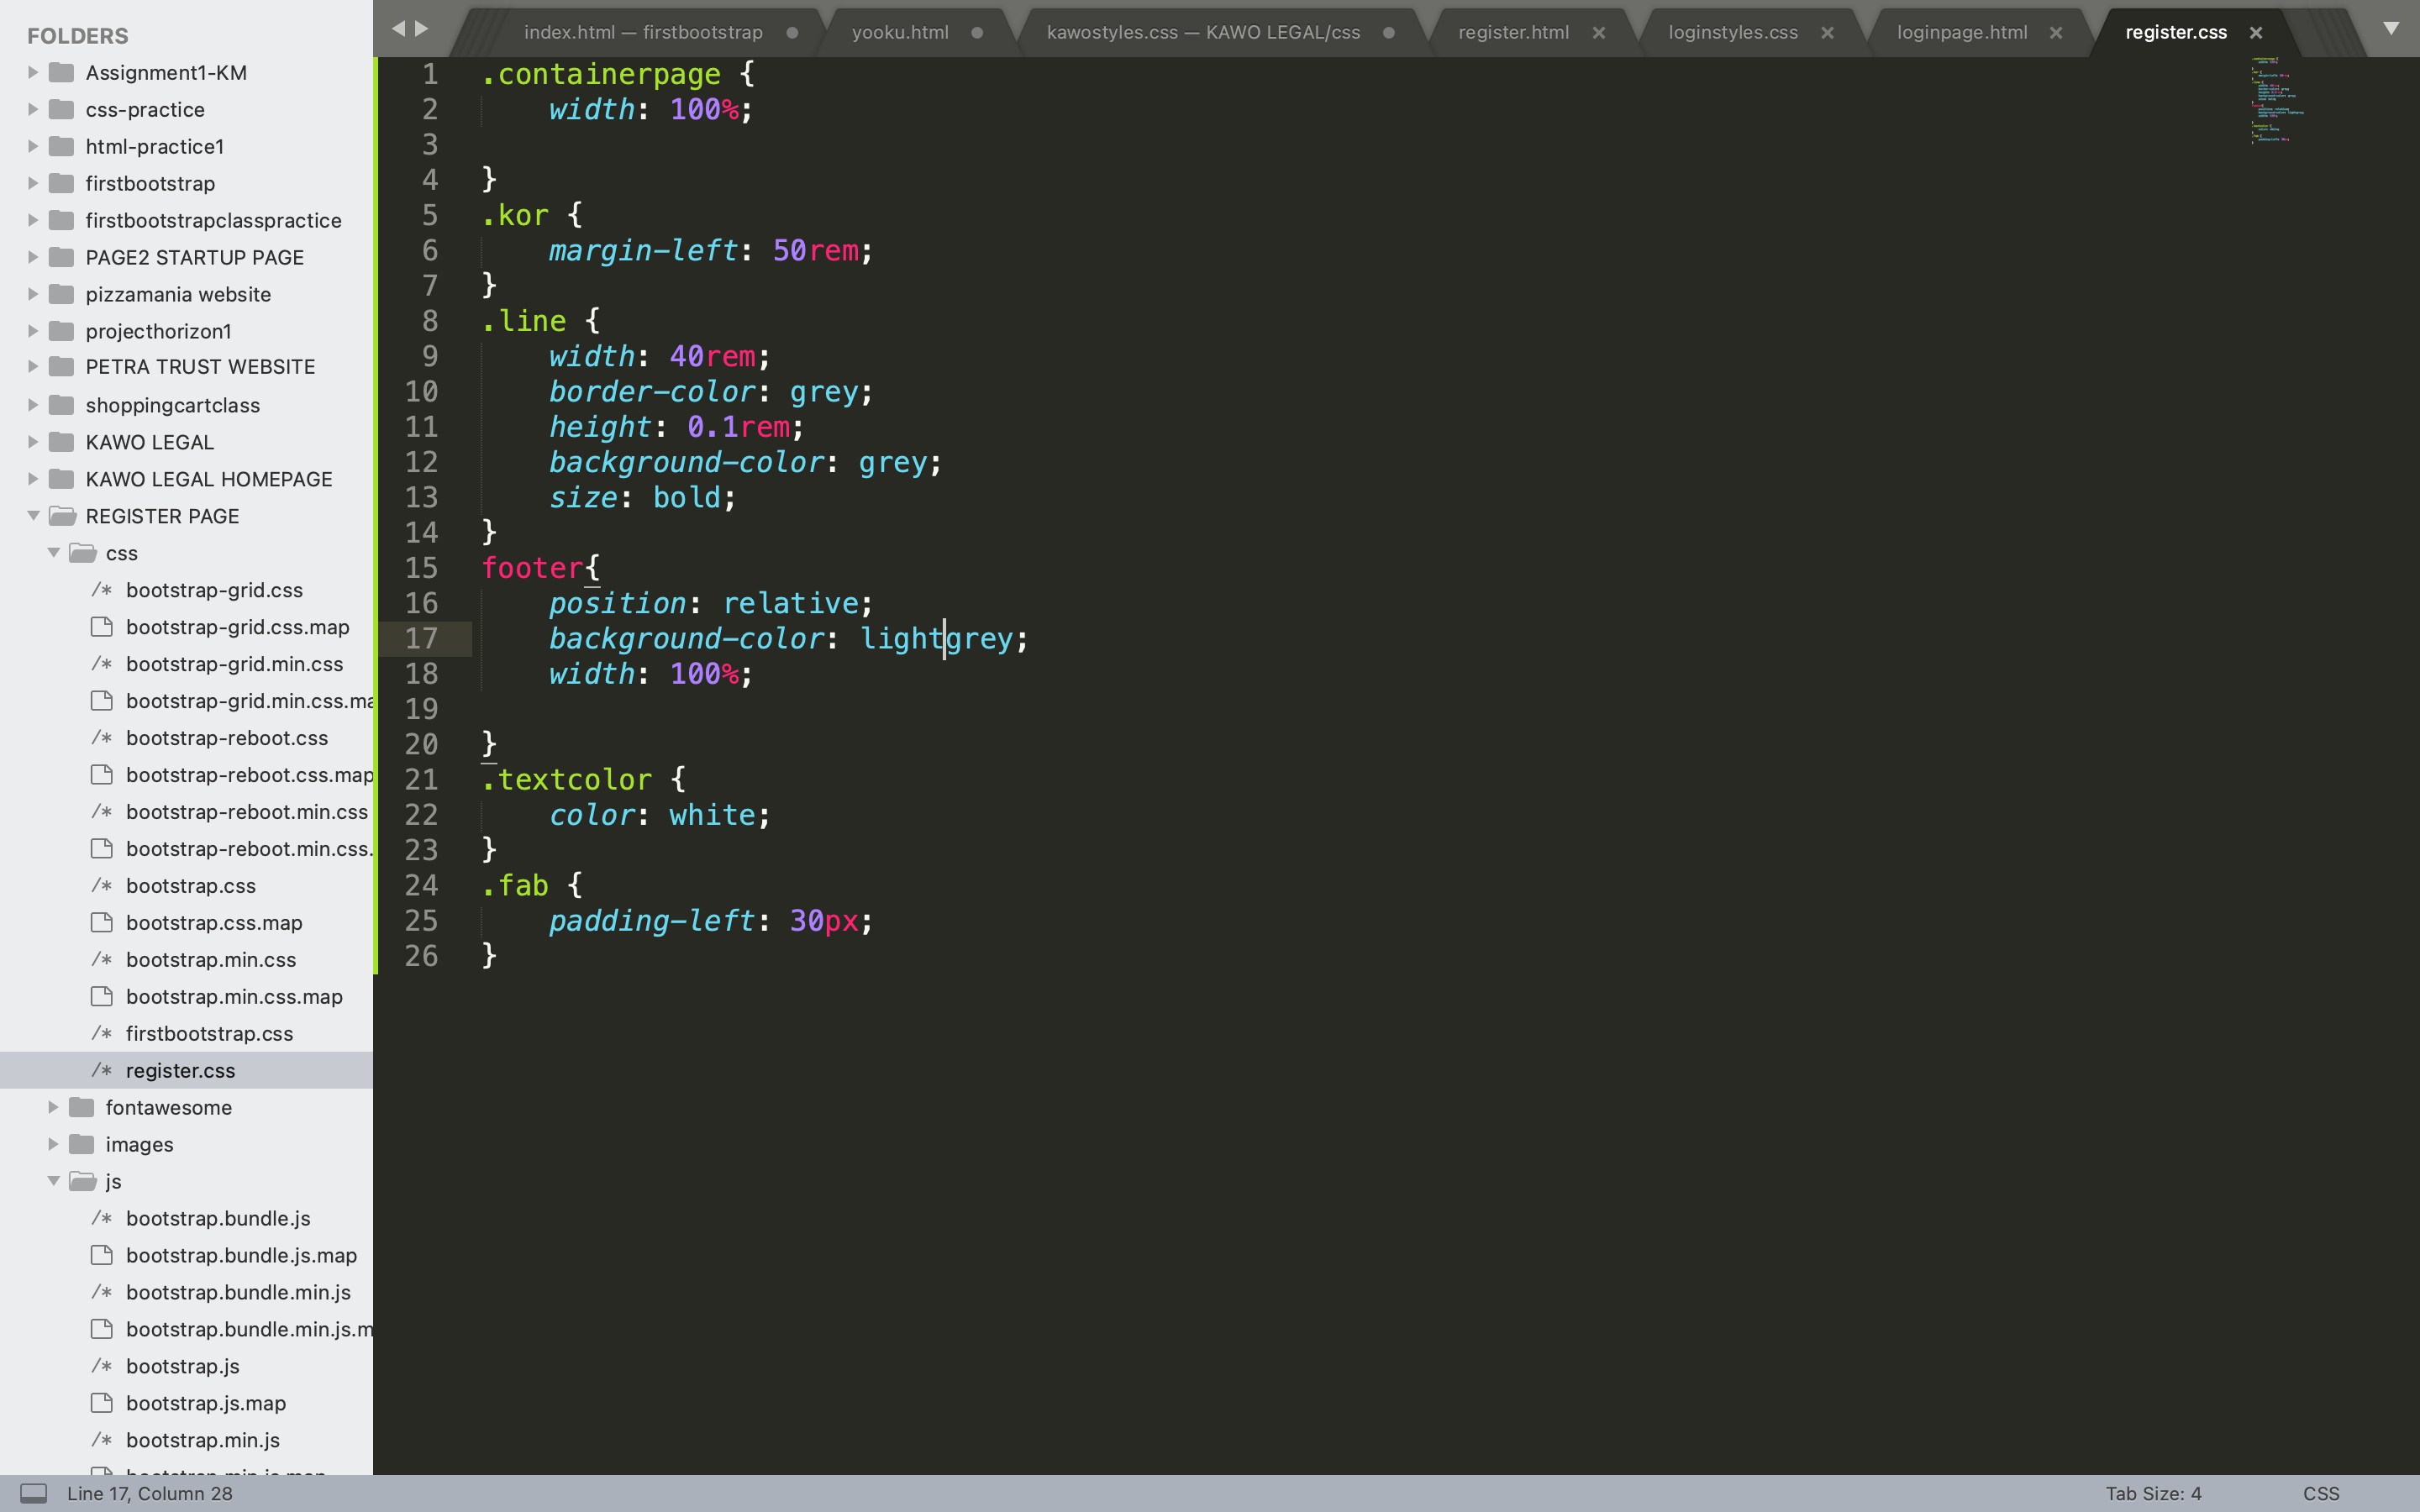 FOLDERS
Assignment1-KM
css-practice
html-practice1
firstbootstrap
firstbootstrapclasspractice
PAGE2 STARTUP PAGE
pizzamania website
projecthorizon1
PETRA TRUST WEBSITE
shoppingcartclass
KAWO LEGAL
KAWO LEGAL HOMEPAGE
REGISTER PAGE
css
/* bootstrap-grid.css
bootstrap-grid.css.map
/* bootstrap-grid.min.css
bootstrap-grid.min.css.ma
/* bootstrap-reboot.css
bootstrap-reboot.css.map
/* bootstrap-reboot.min.css
bootstrap-reboot.min.css.
/* bootstrap.css
bootstrap.css.map
/* bootstrap.min.css
bootstrap.min.css.map
/* firstbootstrap.css
/* register.css
fontawesome
images
js
/* bootstrap.bundle.js
bootstrap.bundle.js.map
/* bootstrap.bundle.min.js
bootstrap.bundle.min.js.m
/* bootstrap.js
bootstrap.js.map
/* bootstrap.min.js
index.html — firstbootstrap
yooku.html
kawostyles.css — KAWO LEGAL/css
register.html
loginstyles.css
loginpage.html
register.css
1 .containerpage {
2 width: 100%;
3
4 }
5 .kor {
6 margin-left: 50rem;
7 }
8 .line {
9 width: 40rem;
10 border-color: grey;
11 height: 0.1rem;
12 background-color: grey;
13 size: bold;
14 }
15 footer{
16 position: relative;
17 background-color: lightgrey;
18 width: 100%;
19
20 }
21 .textcolor {
22 color: white;
23 }
24 .fab {
25 padding-left: 30px;
26 }
Line 17, Column 28
Tab Size: 4
CSS